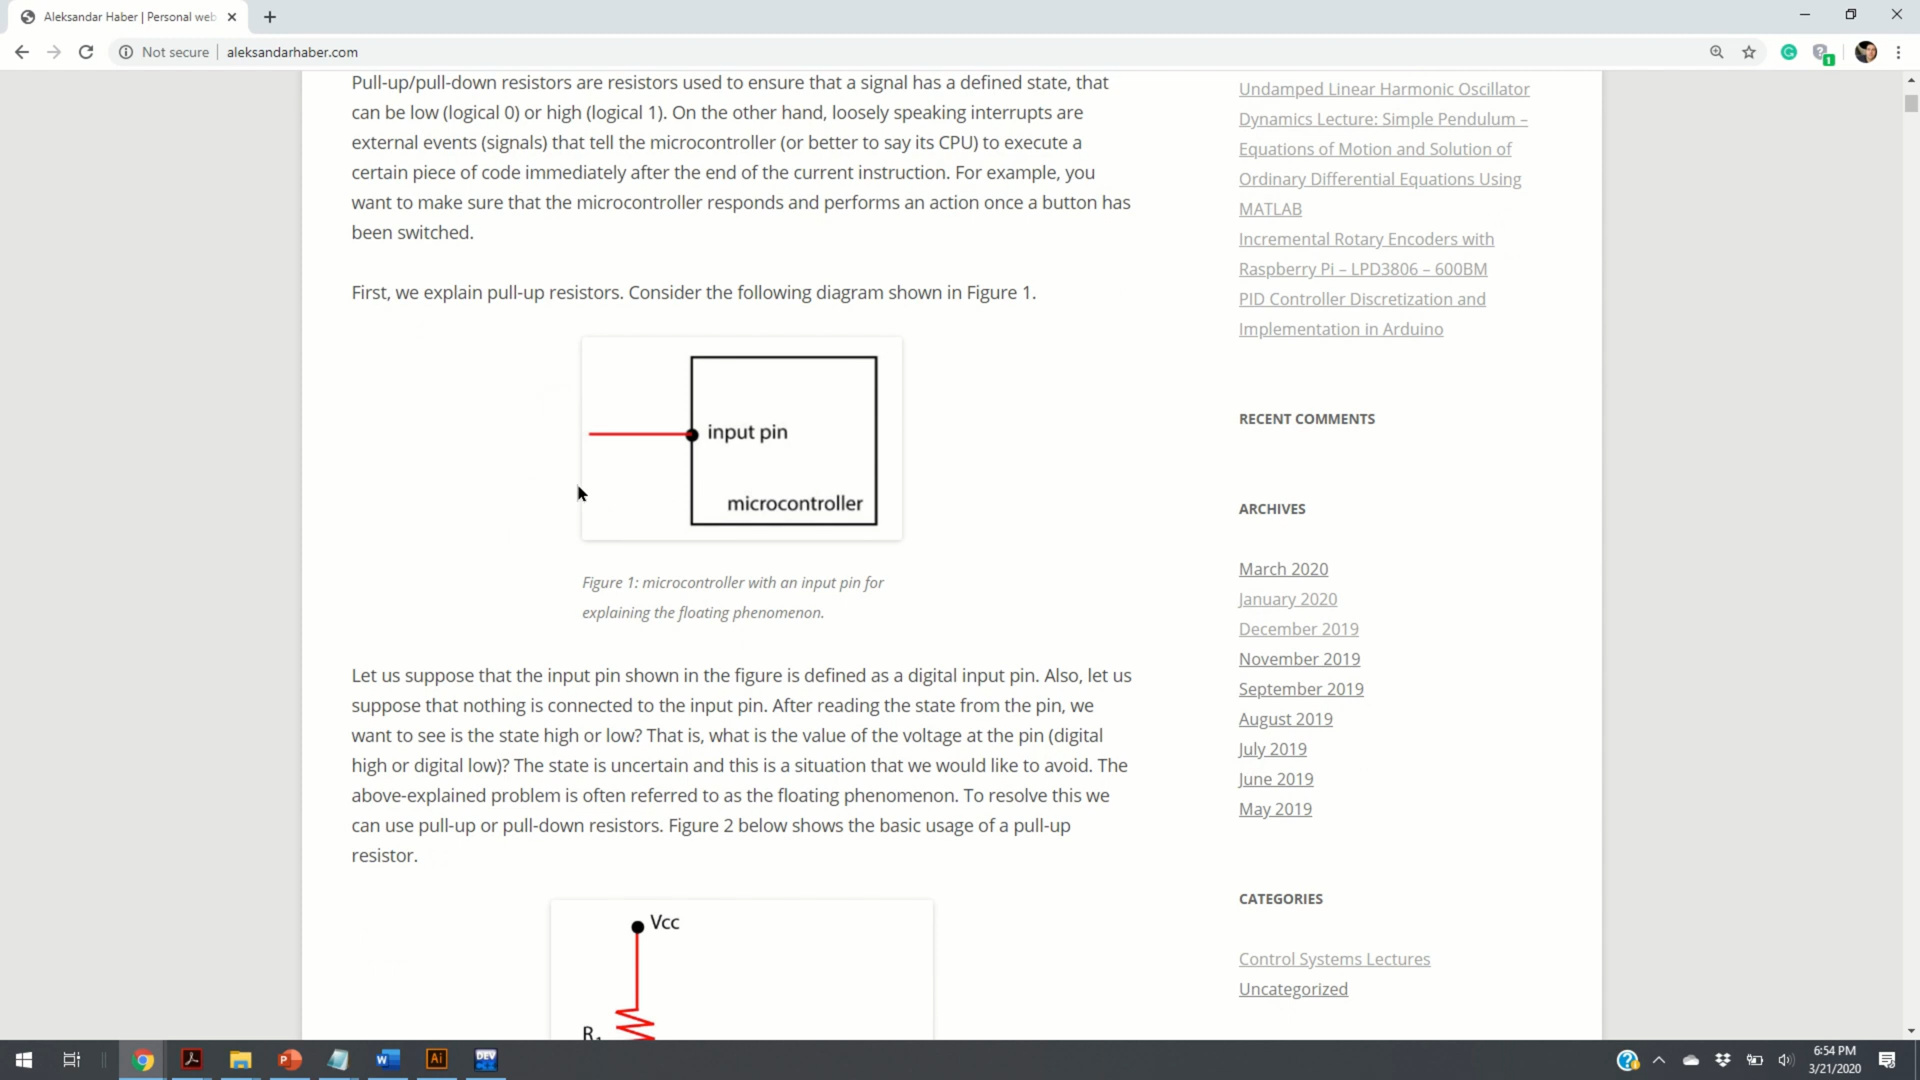 Aleksandar Haber | Personal web
Not secure
aleksandarhaber.com
1
Pull-up/pull-down resistors are resistors used to ensure that a signal has a defined state, that
can be low (logical 0) or high (logical 1). On the other hand, loosely speaking interrupts are
external events (signals) that tell the microcontroller (or better to say its CPU) to execute a
certain piece of code immediately after the end of the current instruction. For example, you
want to make sure that the microcontroller responds and performs an action once a button has
been switched.
First, we explain pull-up resistors. Consider the following diagram shown in Figure 1.
input pin
microcontroller
Figure 1: microcontroller with an input pin for
explaining the floating phenomenon.
Let us suppose that the input pin shown in the figure is defined as a digital input pin. Also, let us
suppose that nothing is connected to the input pin. After reading the state from the pin, we
want to see is the state high or low? That is, what is the value of the voltage at the pin (digital
high or digital low)? The state is uncertain and this is a situation that we would like to avoid. The
above-explained problem is often referred to as the floating phenomenon. To resolve this we
can use pull-up or pull-down resistors. Figure 2 below shows the basic usage of a pull-up
resistor.
Vcc
R1
Undamped Linear Harmonic Oscillator
Dynamics Lecture: Simple Pendulum –
Equations of Motion and Solution of
Ordinary Differential Equations Using
MATLAB
Incremental Rotary Encoders with
Raspberry Pi – LPD3806 – 600BM
PID Controller Discretization and
Implementation in Arduino
RECENT COMMENTS
ARCHIVES
March 2020
January 2020
December 2019
November 2019
September 2019
August 2019
July 2019
June 2019
May 2019
CATEGORIES
Control Systems Lectures
Uncategorized
Ai
DEV
6:54 PM
3/21/2020